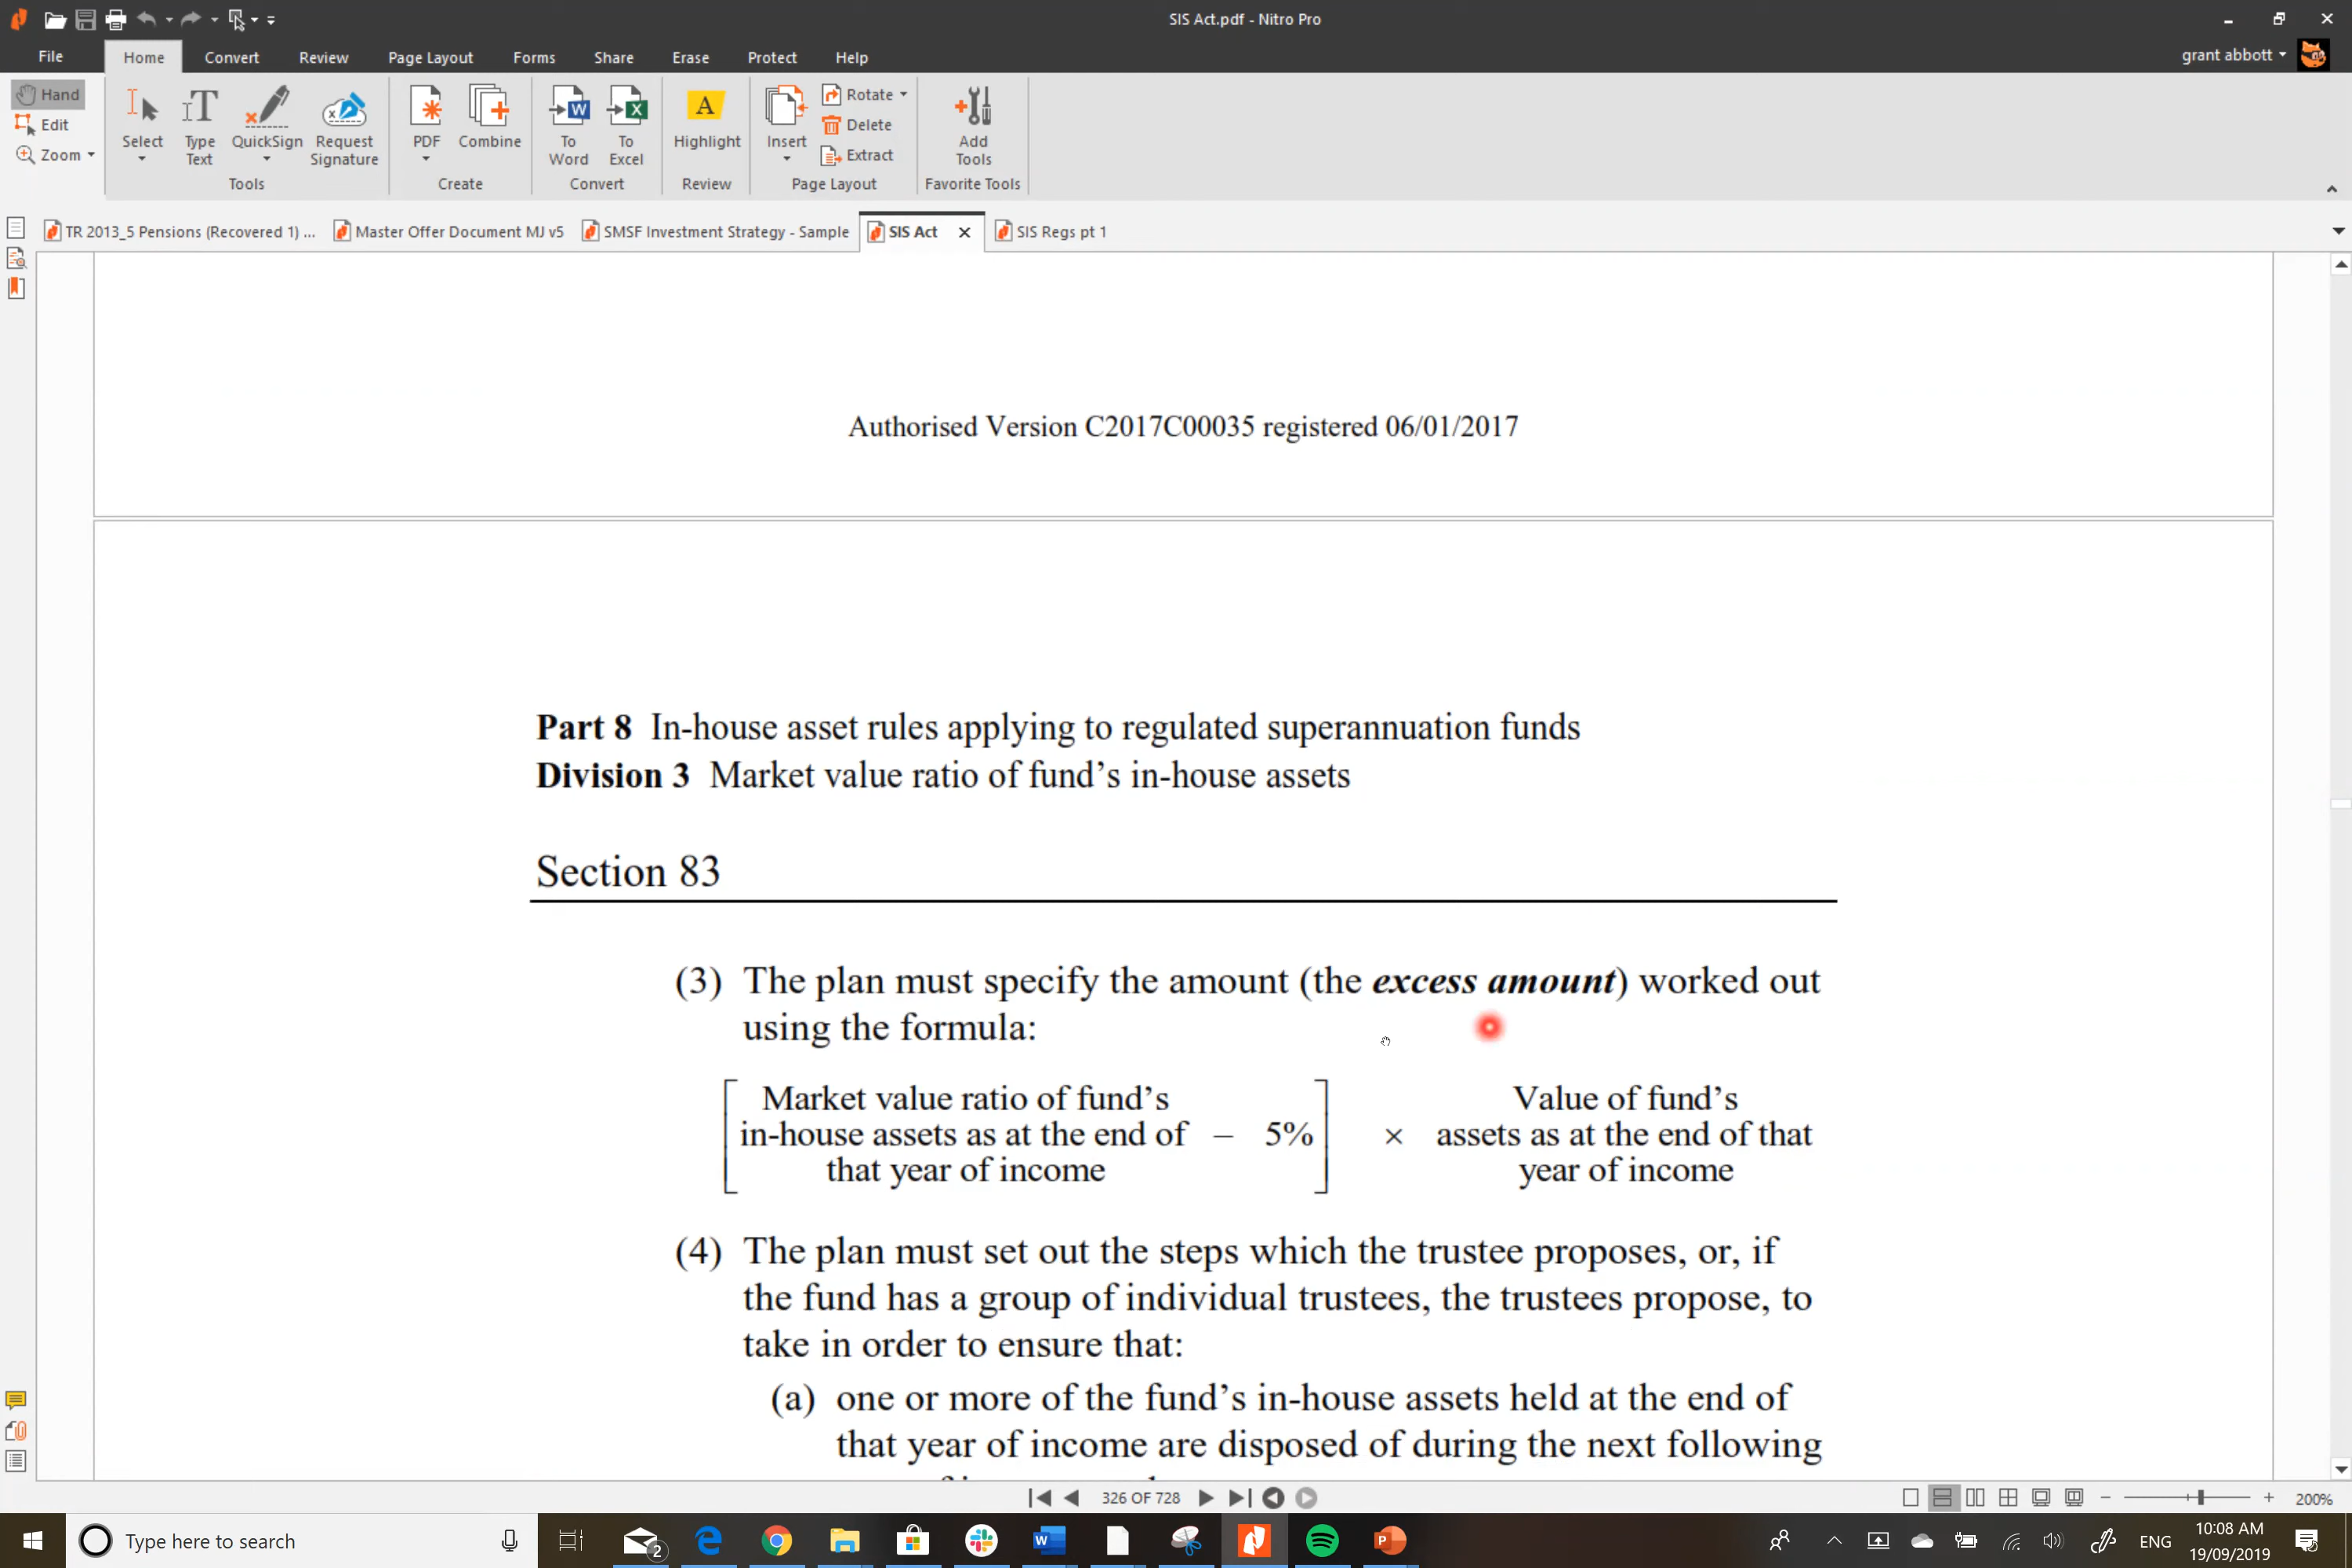 SIS Act.pdf - Nitro Pro
File
Home
Convert
Review
Page Layout
Forms
Share
Erase
Protect
Help
grant abbott
Hand
Edit
Zoom
Select
Type
Text
QuickSign
Request
Signature
Tools
PDF
Combine
Create
To
Word
To
Excel
Convert
Highlight
Review
Insert
Rotate
Delete
Extract
Page Layout
Add
Tools
Favorite Tools
TR 2013_5 Pensions (Recovered 1) ...
Master Offer Document MJ v5
SMSF Investment Strategy - Sample
SIS Act
SIS Regs pt 1
Authorised Version C2017C00035 registered 06/01/2017
Part 8 In-house asset rules applying to regulated superannuation funds
Division 3 Market value ratio of fund's in-house assets
Section 83
(3) The plan must specify the amount (the excess amount) worked out
using the formula:
[ Market value ratio of fund's
in-house assets as at the end of
that year of income – 5% ] × Value of fund's
assets as at the end of that
year of income
(4) The plan must set out the steps which the trustee proposes, or, if
the fund has a group of individual trustees, the trustees propose, to
take in order to ensure that:
(a) one or more of the fund's in-house assets held at the end of
that year of income are disposed of during the next following
326 OF 728
200%
Type here to search
2
ENG
10:08 AM
19/09/2019